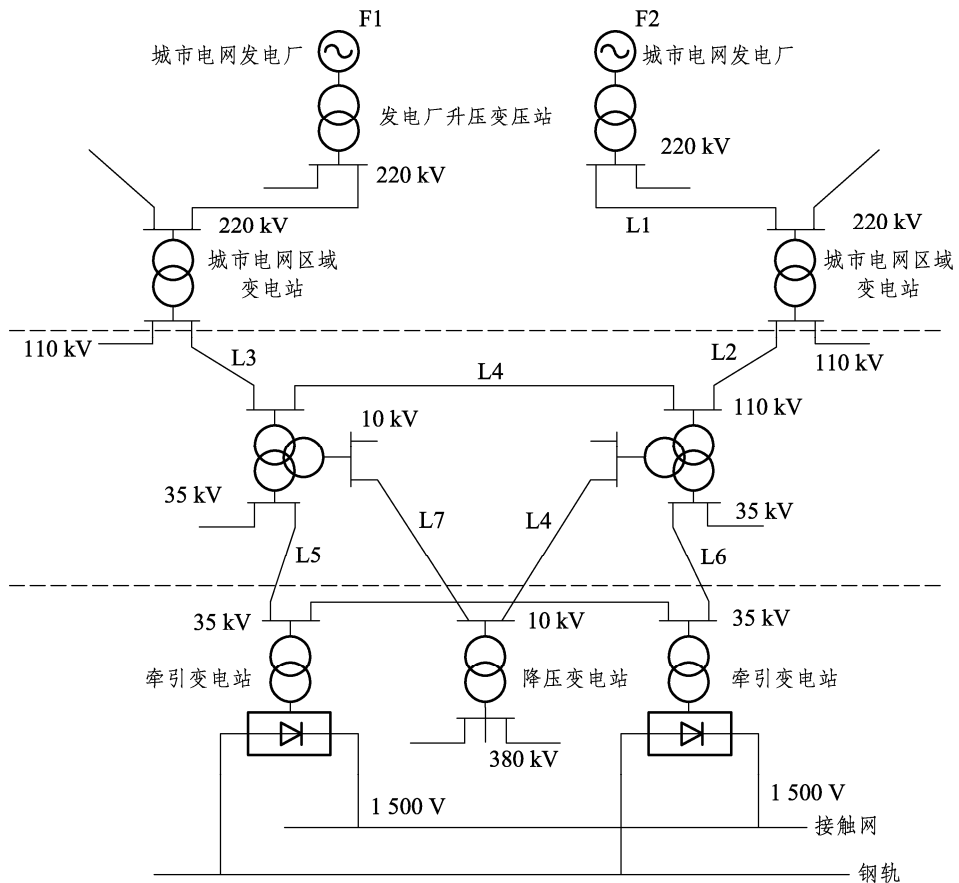 F1
F2
城市电网发电厂
城市电网发电厂
发电厂升压变压站
220 kV
220 kV
220 kV
L1
220 kV
城市电网区域
变电站
城市电网区域
变电站
110 kV
L3
L2
110 kV
L4
10 kV
110 kV
35 kV
L7
L4
35 kV
L5
L6
35 kV
10 kV
35 kV
牵引变电站
降压变电站
牵引变电站
380 kV
1 500 V
1 500 V
接触网
钢轨